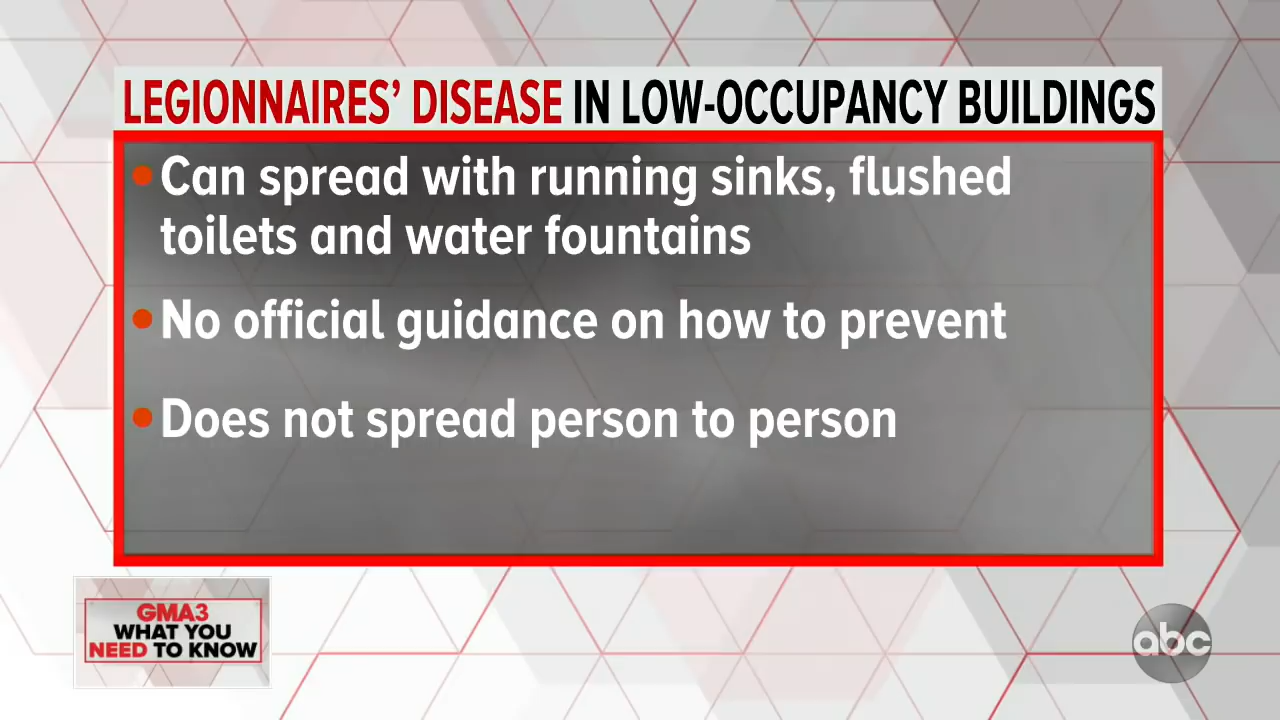 LEGIONNAIRES' DISEASE IN LOW-OCCUPANCY BUILDINGS
• Can spread with running sinks, flushed
toilets and water fountains
• No official guidance on how to prevent
• Does not spread person to person
GMA3
WHAT YOU
NEED TO KNOW
abc